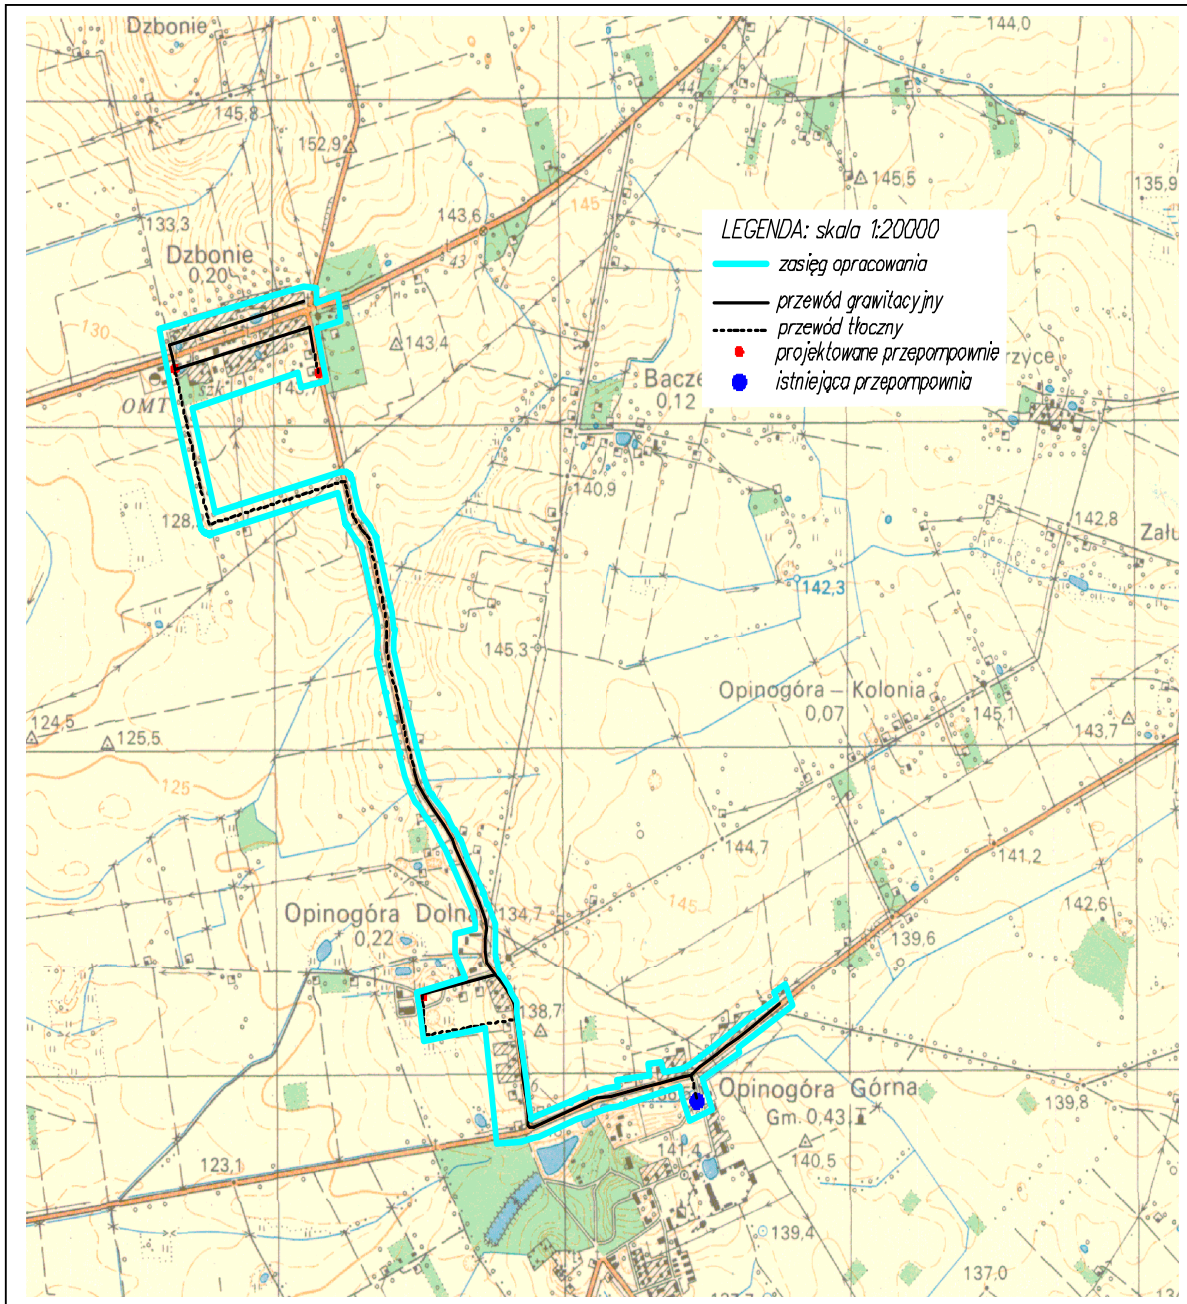 Dzbonie
144,0
44
145,8
152,9
145,5
135,9
133,3
143,6
145
43
LEGENDA: skala 1:20000
zasięg opracowania
przewód grawitacyjny
przewód tłoczny
projektowane przepompownie
istniejąca przepompownia
Dzbonie
0,20
130
143,4
OMT
szk.
0,12
140,9
128,
142,8
142,3
145,3
Opinogóra – Kolonia
0,07
145,1
143,7
124,5
125,5
125
144,7
141,2
145
Opinogóra Dolna
0,22
134,7
142,6
139,6
138,7
Opinogóra Górna
Gm. 0,43
139,8
140,5
141,4
123,1
139,4
137,0